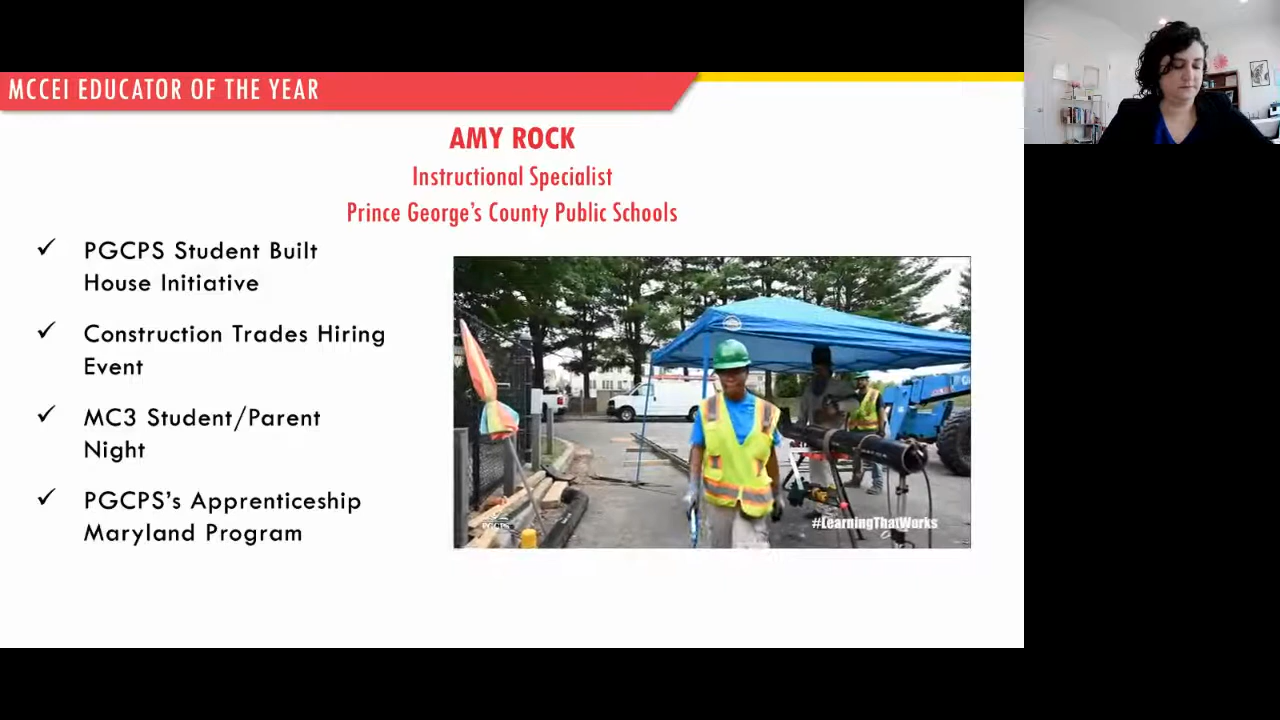 MCCEI EDUCATOR OF THE YEAR
AMY ROCK
Instructional Specialist
Prince George's County Public Schools
✓ PGCPS Student Built
House Initiative
✓ Construction Trades Hiring
Event
✓ MC3 Student/Parent
Night
✓ PGCPS's Apprenticeship
Maryland Program
PGCPS
#LearningThatWorks